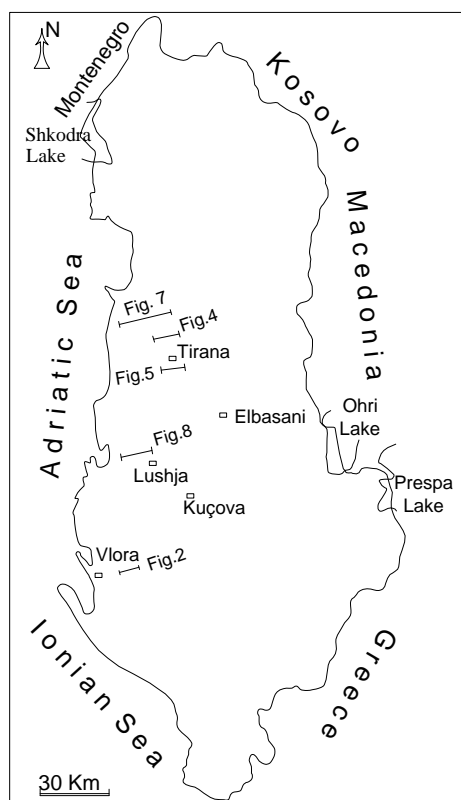 N
Montenegro
Kosovo
Shkodra
Lake
Macedonia
Adriatic Sea
Fig. 7
Fig.4
Tirana
Fig.5
Elbasani
Ohri
Lake
Fig.8
Lushja
Prespa
Lake
Kuçova
Vlora
Fig.2
Ionian Sea
Greece
30 Km